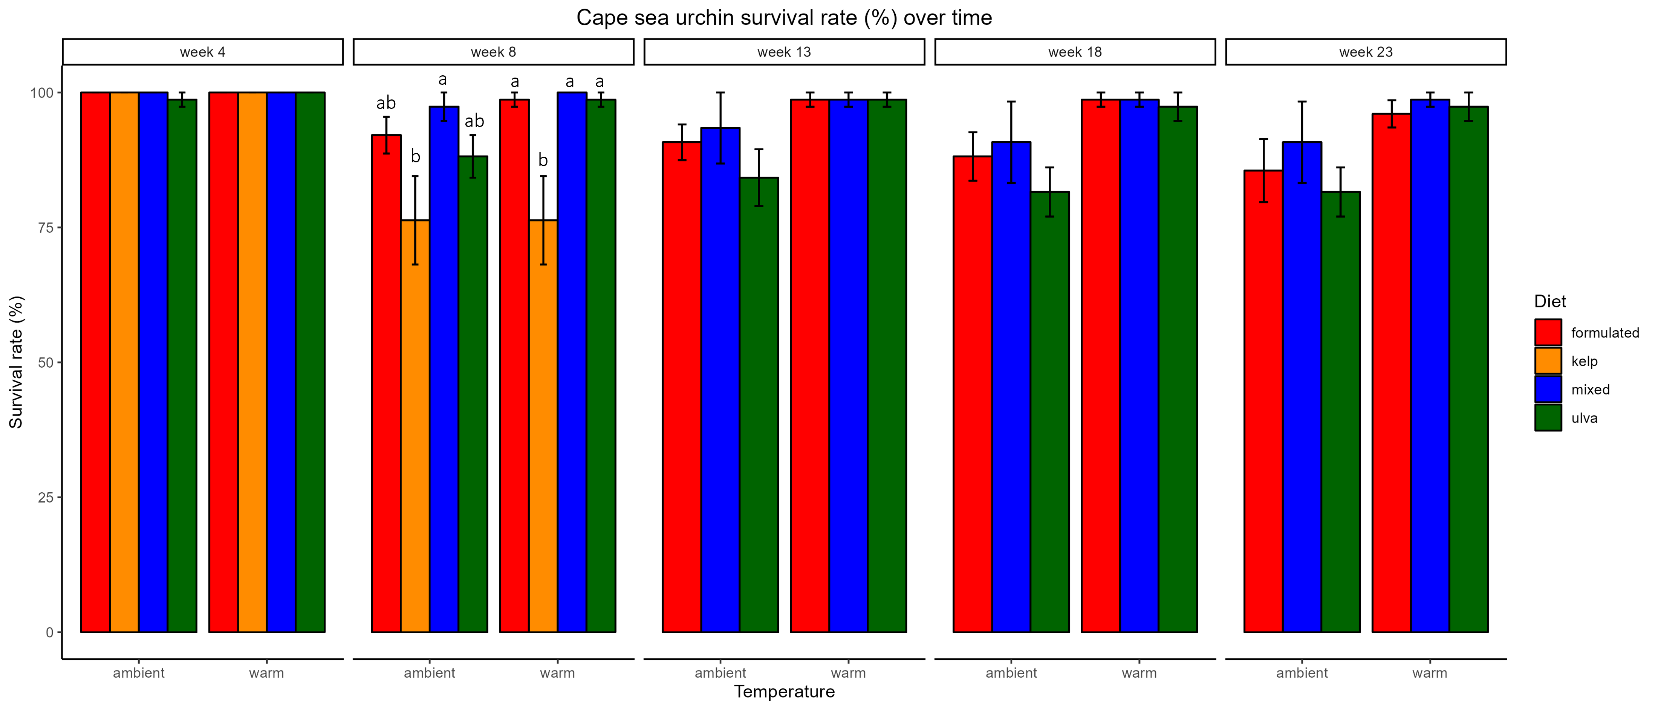 Cape sea urchin survival rate (%) over time
week 4
week 8
week 13
week 18
week 23
Survival rate (%)
100
75
50
25
0
ab
b
a
ab
a
b
a
a
ambient
warm
ambient
warm
ambient
warm
ambient
warm
ambient
warm
Temperature
Diet
formulated
kelp
mixed
ulva